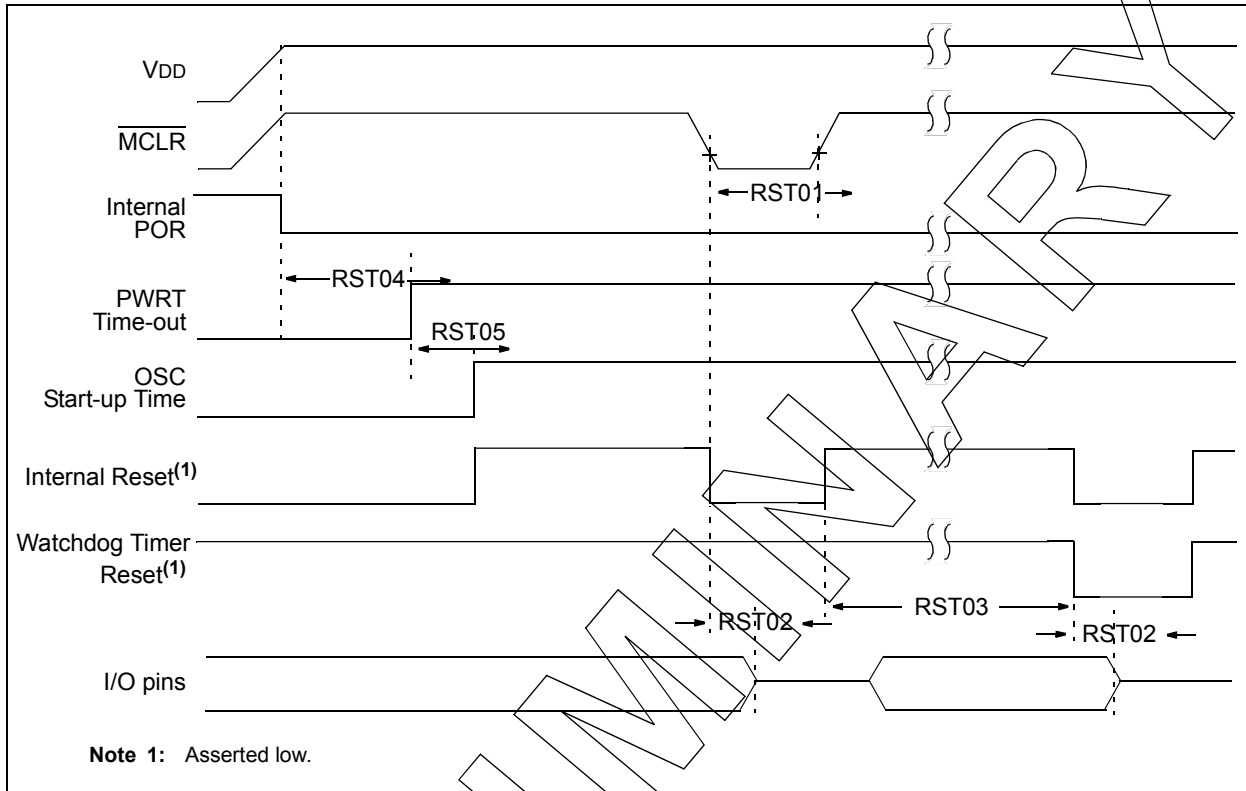 VDD
MCLR
Internal
POR
RST01
RST04
PWRT
Time-out
RST05
OSC
Start-up Time
Internal Reset(1)
Watchdog Timer
Reset(1)
RST02
RST03
RST02
I/O pins
Note 1: Asserted low.
MINARY